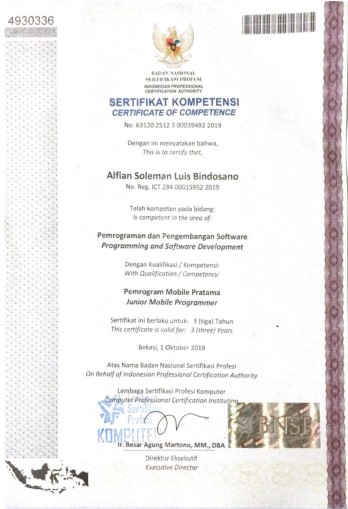 4930336
BADAN NASIONAL
SERTIFIKASI PROFESI
INDONESIAN PROFESSIONAL
CERTIFICATION AUTHORITY
SERTIFIKAT KOMPETENSI
CERTIFICATE OF COMPETENCE
No. 63120 2512 3 00039492 2019
Dengan ini menyatakan bahwa,
This is to certify that,
Alfian Soleman Luis Bindosano
No. Reg. ICT 294 00015952 2019
Telah kompeten pada bidang:
Is competent in the area of:
Pemrograman dan Pengembangan Software
Programming and Software Development
Dengan Kualifikasi / Kompetensi:
With Qualification / Competency:
Pemrogram Mobile Pratama
Junior Mobile Programmer
Sertifikat ini berlaku untuk: 3 (tiga) Tahun
This certificate is valid for: 3 (three) Years
Bekasi, 1 Oktober 2019
Atas Nama Badan Nasional Sertifikasi Profesi
On Behalf of Indonesian Professional Certification Authority
Lembaga Sertifikasi Profesi Komputer
Computer Professional Certification Institution
Sertifikasi
Profesi
KOMPUTER
BNSP
Ir. Besar Agung Martono, MM., DBA
Direktur Eksekutif
Executive Director